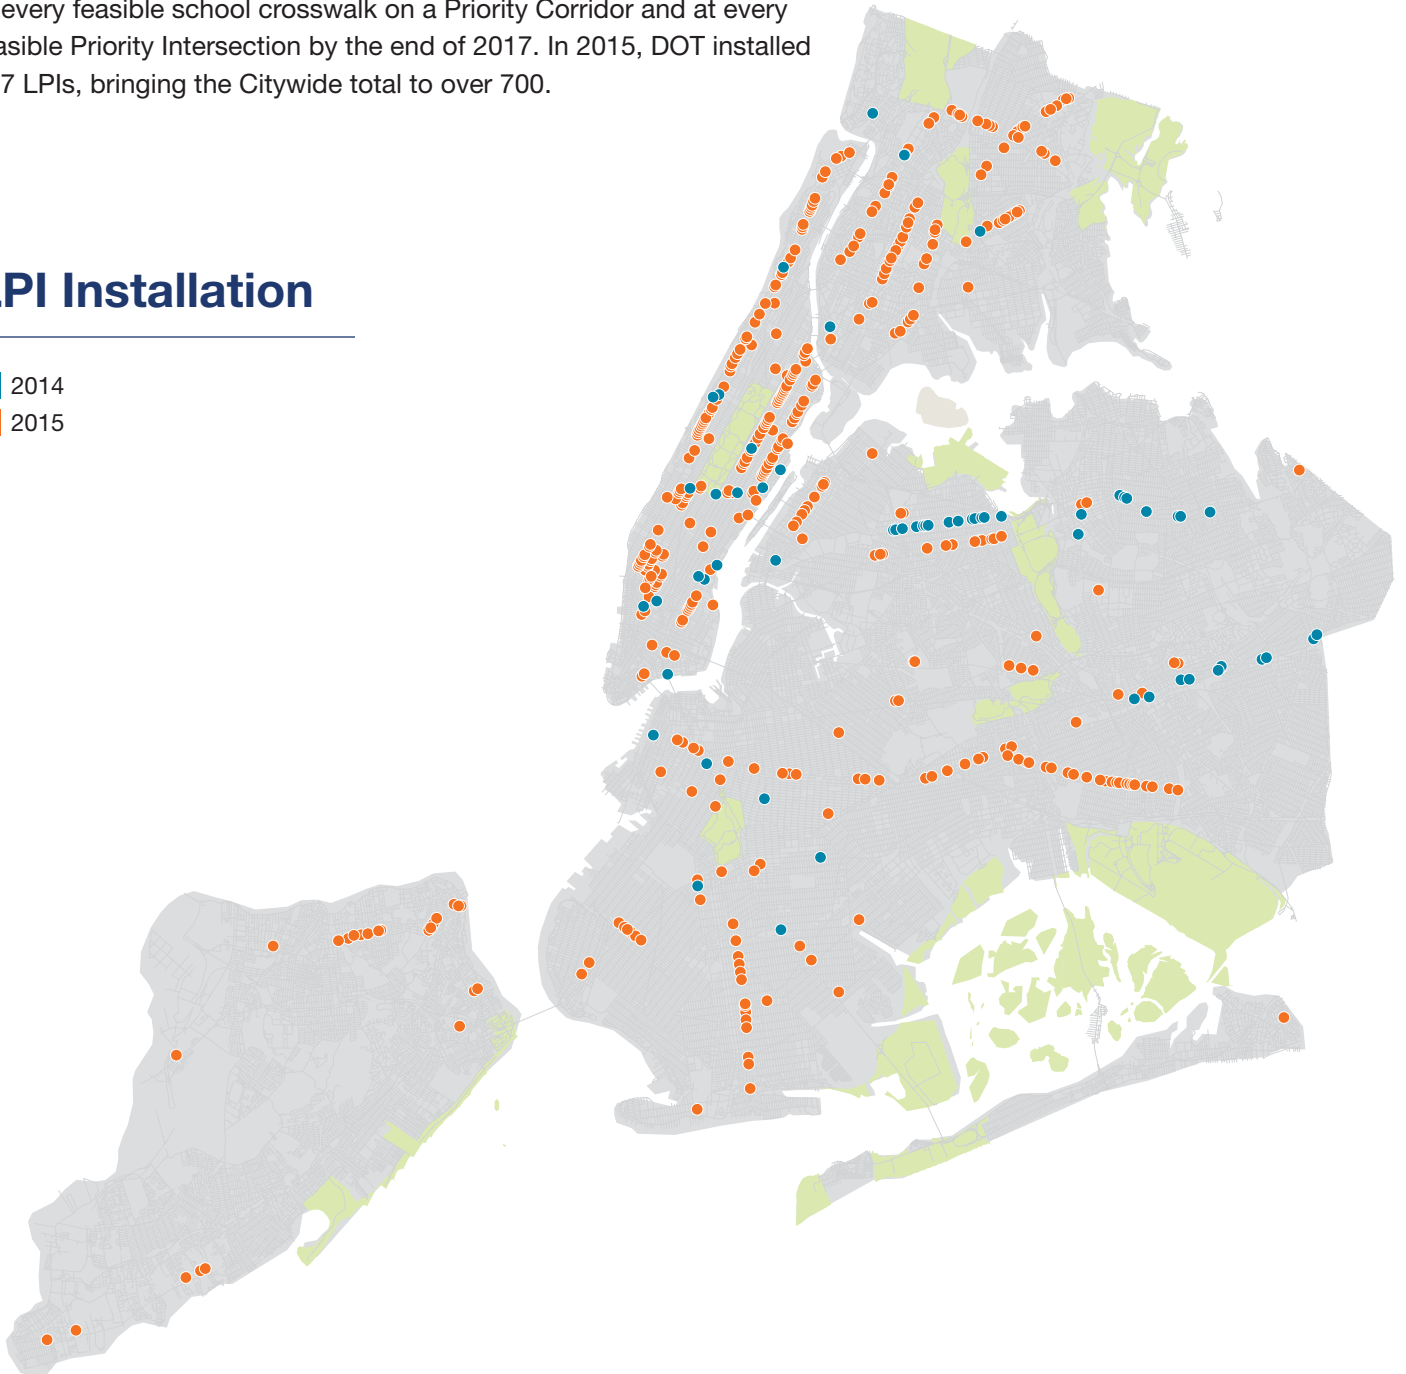 every feasible school crosswalk on a Priority Corridor and at every
asible Priority Intersection by the end of 2017. In 2015, DOT installed
7 LPIs, bringing the Citywide total to over 700.
PI Installation
2014
2015